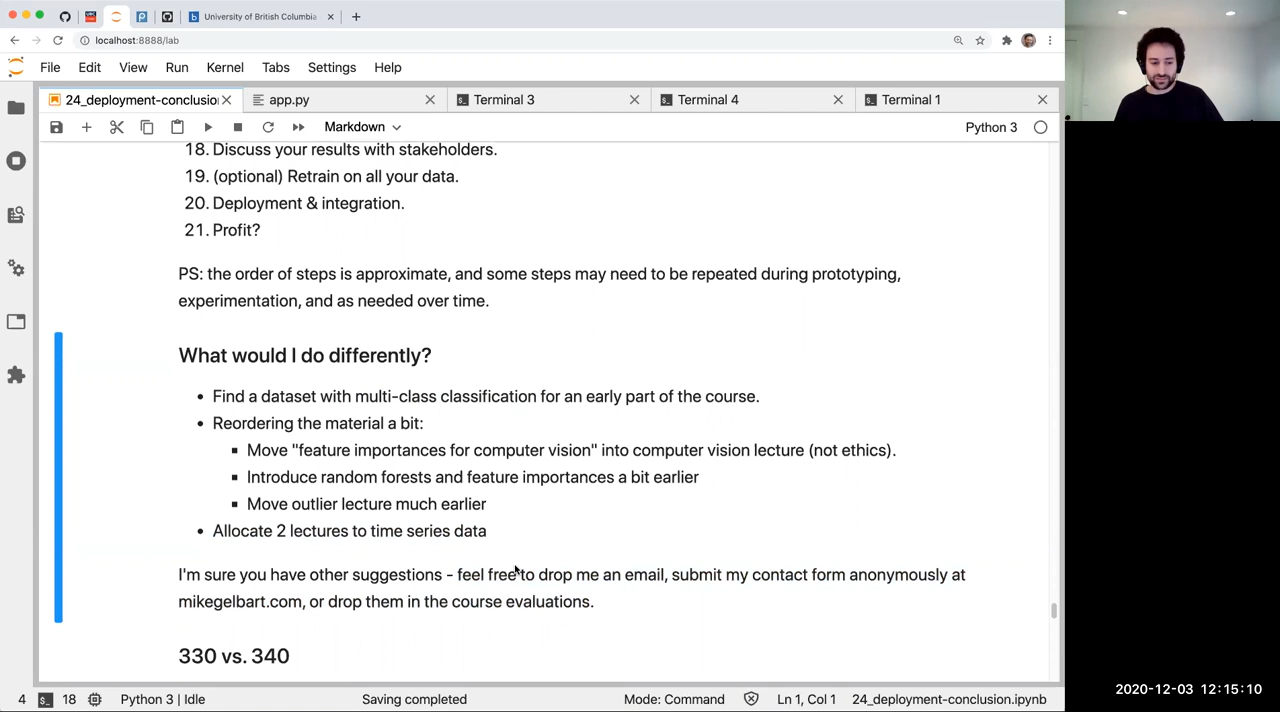 University of British Columbia
localhost:8888/lab
File Edit View Run Kernel Tabs Settings Help
24_deployment-conclusion
app.py
Terminal 3
Terminal 4
Terminal 1
Markdown
Python 3
18. Discuss your results with stakeholders.
19. (optional) Retrain on all your data.
20. Deployment & integration.
21. Profit?
PS: the order of steps is approximate, and some steps may need to be repeated during prototyping,
experimentation, and as needed over time.
What would I do differently?
• Find a dataset with multi-class classification for an early part of the course.
• Reordering the material a bit:
▪ Move "feature importances for computer vision" into computer vision lecture (not ethics).
▪ Introduce random forests and feature importances a bit earlier
▪ Move outlier lecture much earlier
• Allocate 2 lectures to time series data
I'm sure you have other suggestions - feel free to drop me an email, submit my contact form anonymously at
mikegelbart.com, or drop them in the course evaluations.
330 vs. 340
4 18 Python 3 | Idle Saving completed Mode: Command Ln 1, Col 1 24_deployment-conclusion.ipynb
2020-12-03 12:15:10